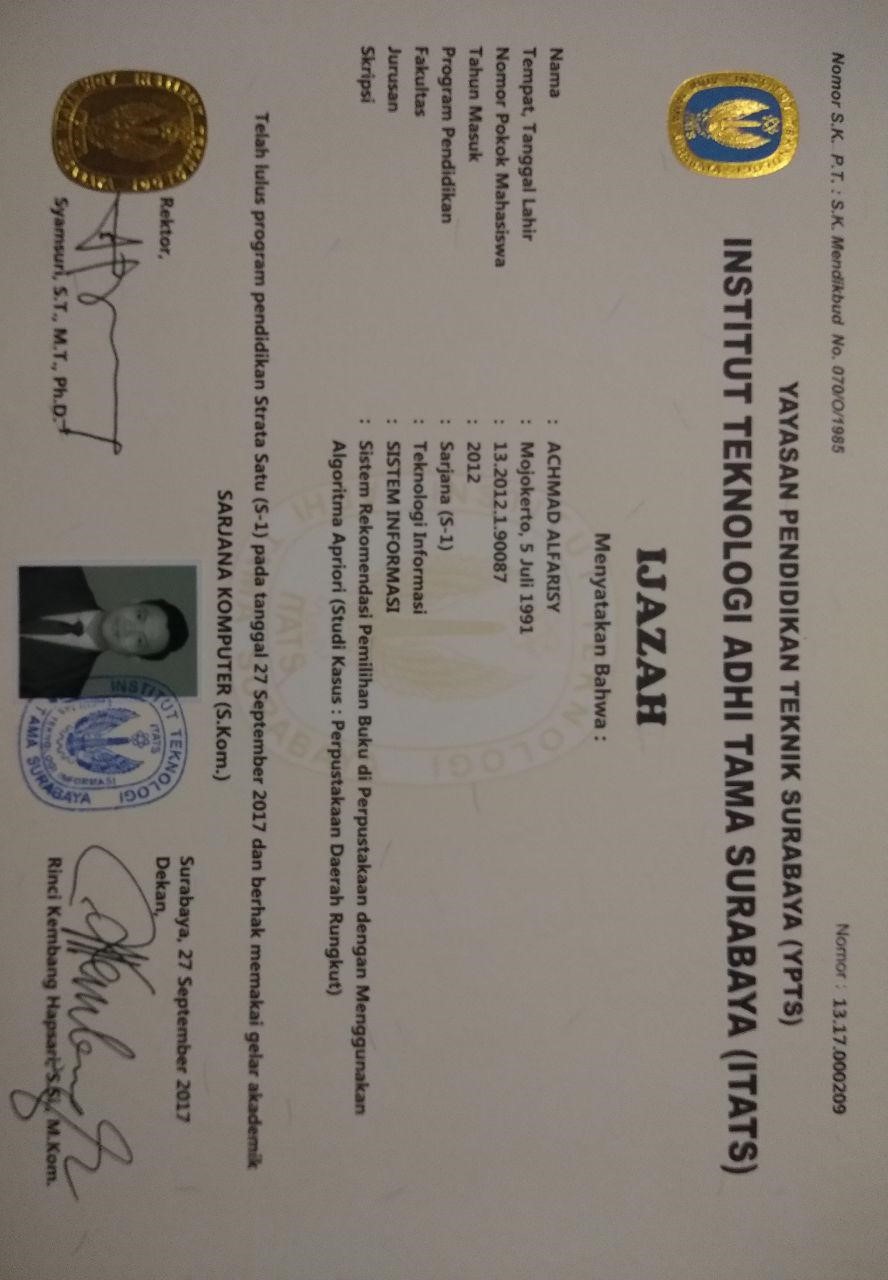 Nomor S.K. P.T. : S.K. Mendikbud No. 070/O/1985
Nomor : 13.17.000209
YAYASAN PENDIDIKAN TEKNIK SURABAYA (YPTS)
INSTITUT TEKNOLOGI ADHI TAMA SURABAYA (ITATS)
IJAZAH
Menyatakan Bahwa :
Nama : ACHMAD ALFARISY
Tempat, Tanggal Lahir : Mojokerto, 5 Juli 1991
Nomor Pokok Mahasiswa : 13.2012.1.90087
Tahun Masuk : 2012
Program Pendidikan : Sarjana (S-1)
Fakultas : Teknologi Informasi
Jurusan : SISTEM INFORMASI
Skripsi : Sistem Rekomendasi Pemilihan Buku di Perpustakaan dengan Menggunakan
Algoritma Apriori (Studi Kasus : Perpustakaan Daerah Rungkut)
Telah lulus program pendidikan Strata Satu (S-1) pada tanggal 27 September 2017 dan berhak memakai gelar akademik
SARJANA KOMPUTER (S.Kom.)
Surabaya, 27 September 2017
Rektor,
Dekan,
INSTITUT TEKNOLOGI
ITATS
TAMA SURABAYA
Syamsuri, S.T., M.T., Ph.D.
Rinci Kembang Hapsari, S.Si., M.Kom.